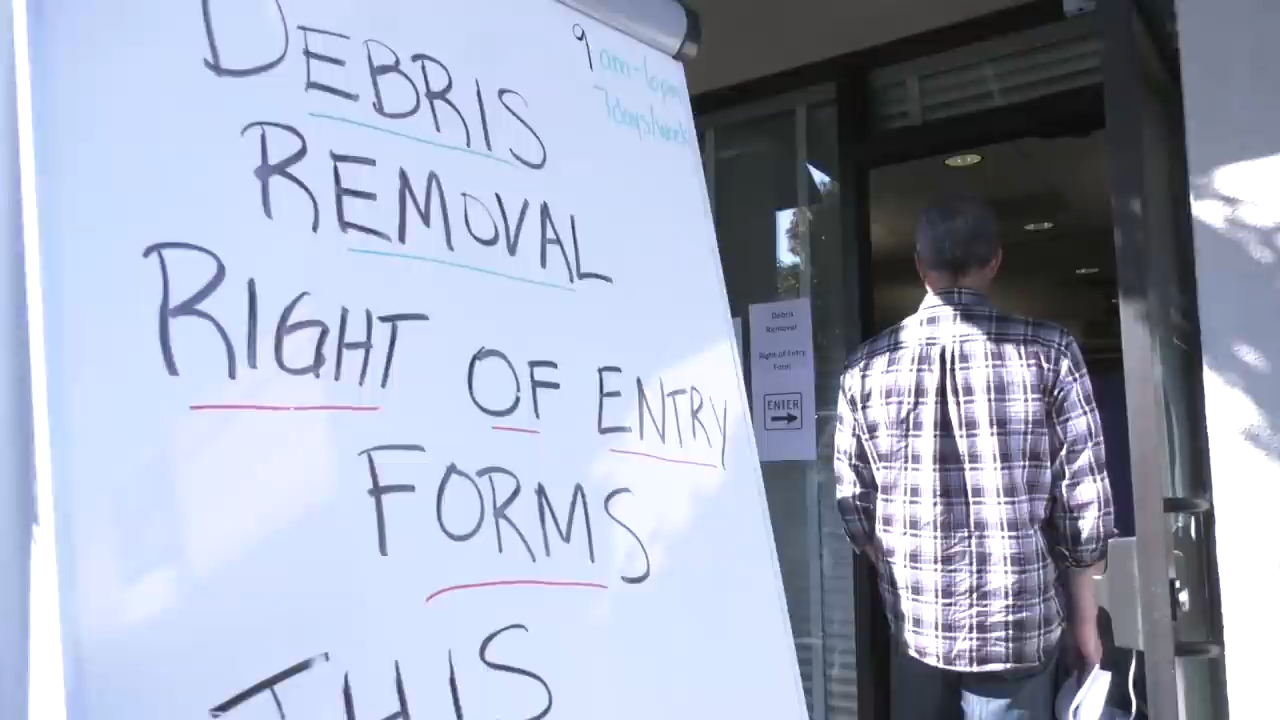 DEBRIS
REMOVAL
RIGHT OF ENTRY
FORMS
THIS
9am-6pm
7days/week
Debris
Removal
Right of Entry
Form
ENTER